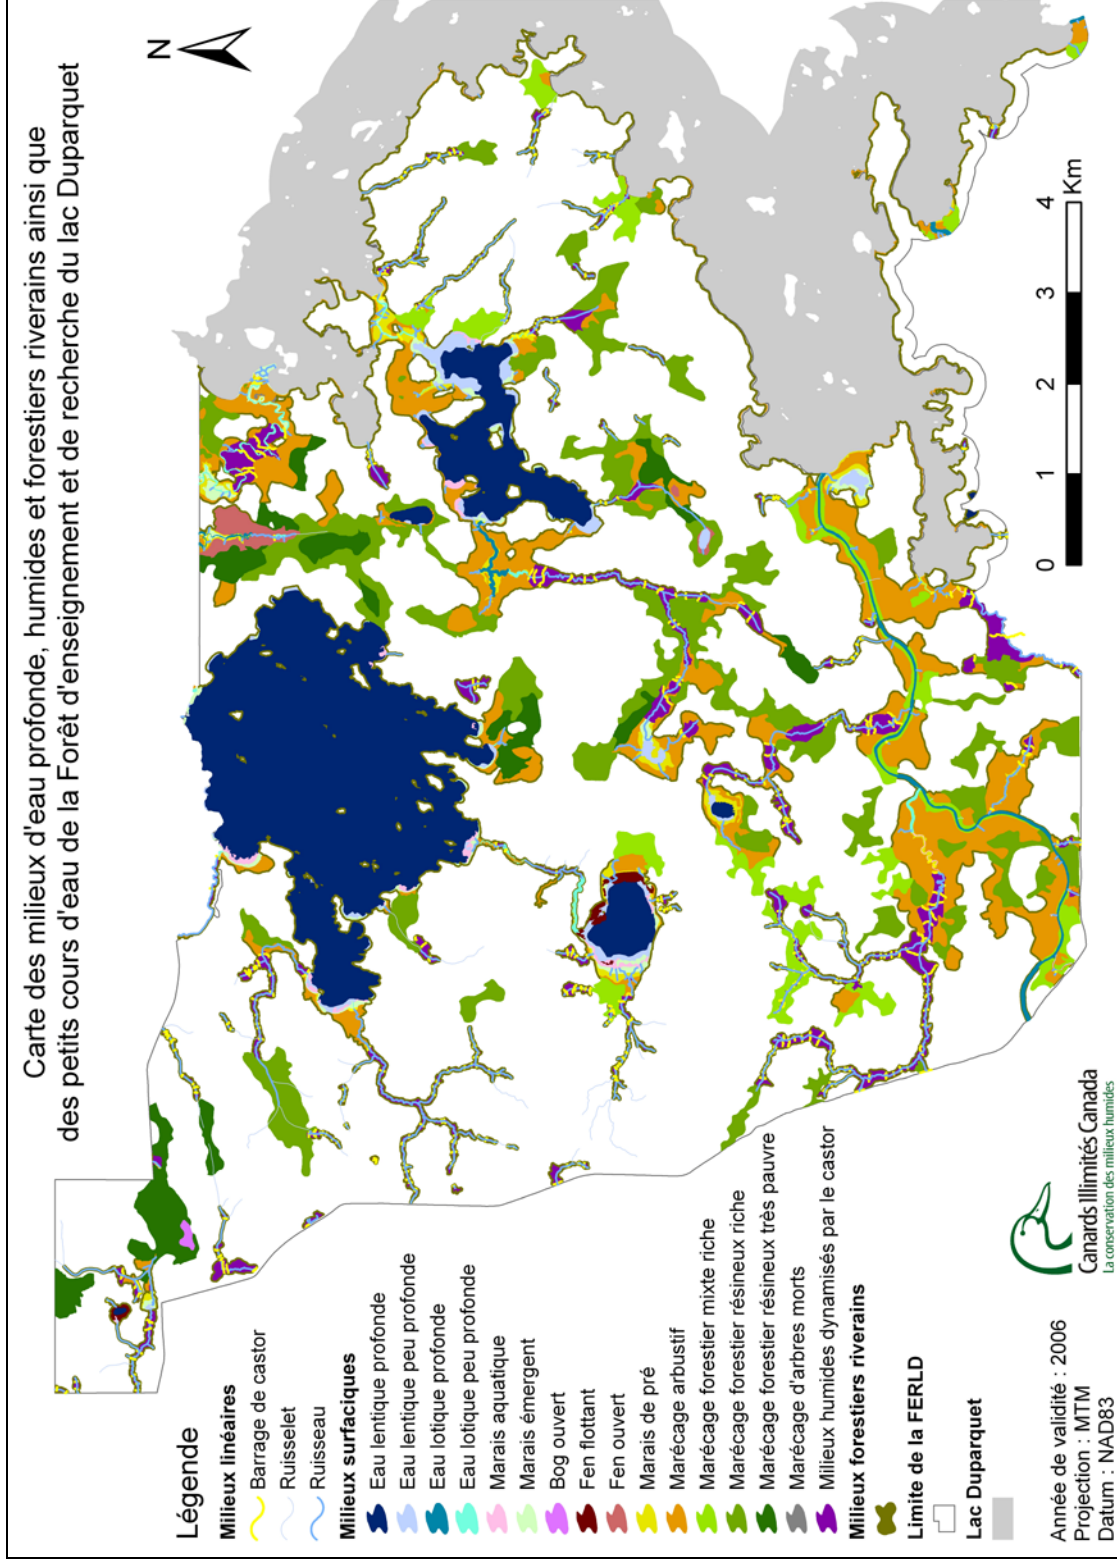 Carte des milieux d'eau profonde, humides et forestiers riverains ainsi que
des petits cours d'eau de la Forêt d'enseignement et de recherche du lac Duparquet
N
Légende
Milieux linéaires
Barrage de castor
Ruisselet
Ruisseau
Milieux surfaciques
Eau lentique profonde
Eau lentique peu profonde
Eau lotique profonde
Eau lotique peu profonde
Marais aquatique
Marais émergent
Bog ouvert
Fen flottant
Fen ouvert
Marais de pré
Marécage arbustif
Marécage forestier mixte riche
Marécage forestier résineux riche
Marécage forestier résineux très pauvre
Marécage d'arbres morts
Milieux humides dynamisés par le castor
Milieux forestiers riverains
Limite de la FERLD
Lac Duparquet
Année de validité : 2006
Projection : MTM
Datum : NAD83
Canards Illimités Canada
La conservation des milieux humides
0 1 2 3 4
Km